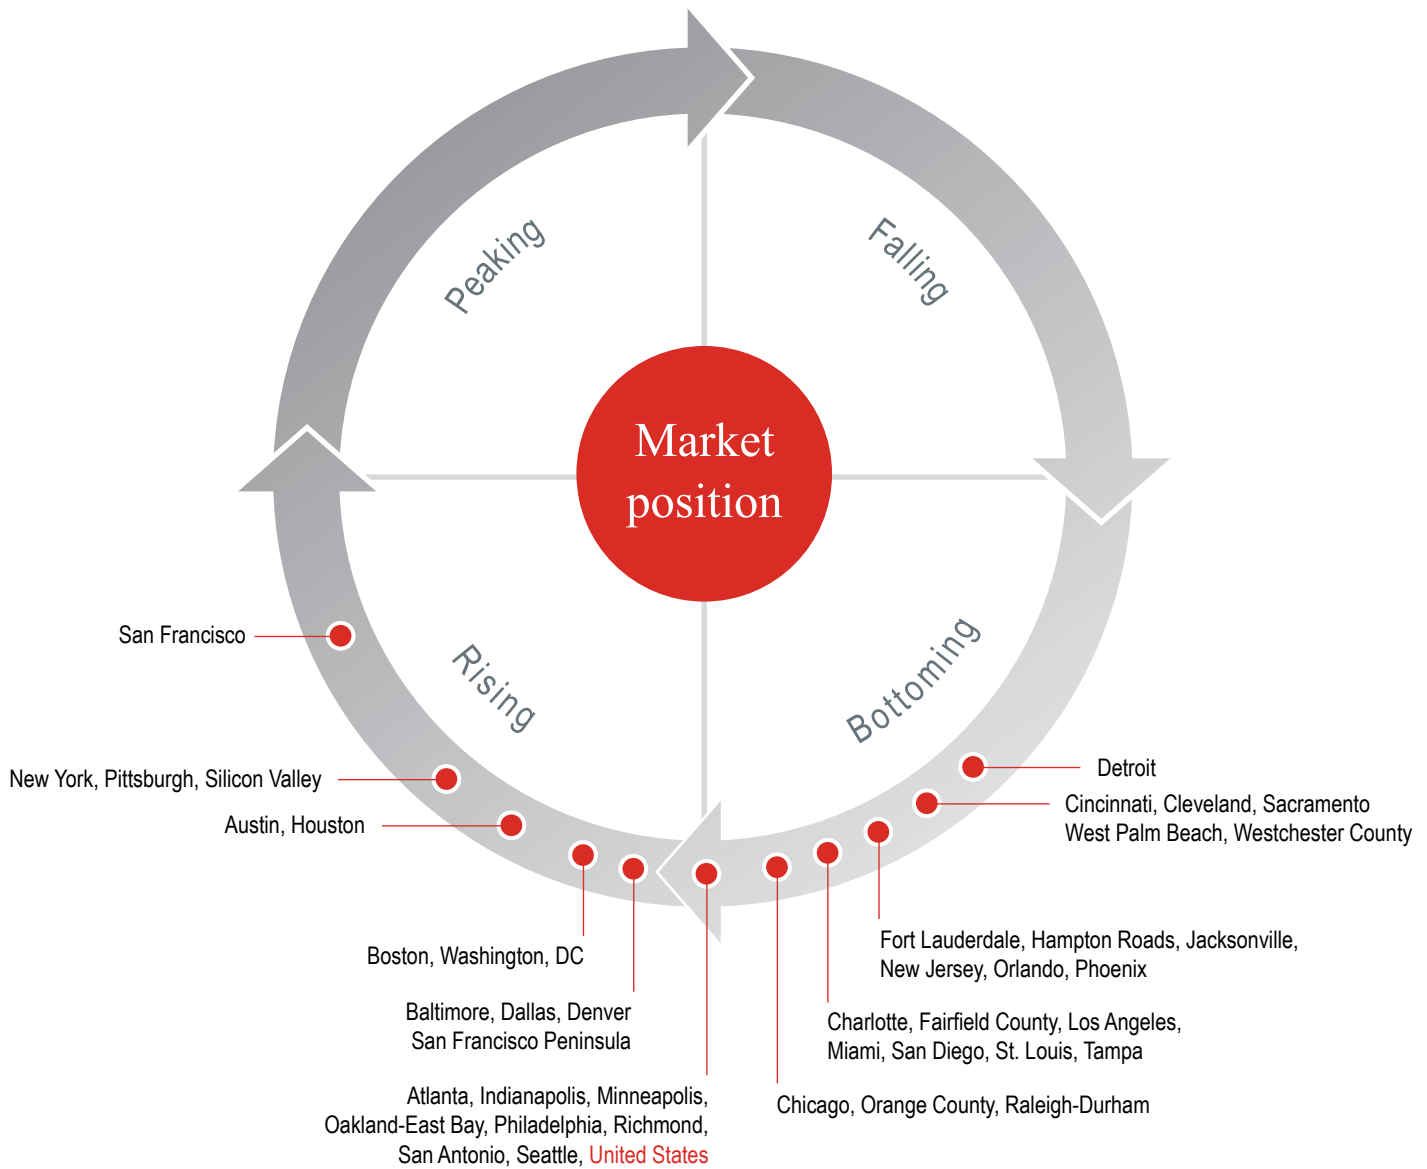 Peaking
Falling
Market
position
Rising
Bottoming
San Francisco
New York, Pittsburgh, Silicon Valley
Austin, Houston
Boston, Washington, DC
Baltimore, Dallas, Denver
San Francisco Peninsula
Atlanta, Indianapolis, Minneapolis,
Oakland-East Bay, Philadelphia, Richmond,
San Antonio, Seattle, United States
Detroit
Cincinnati, Cleveland, Sacramento
West Palm Beach, Westchester County
Fort Lauderdale, Hampton Roads, Jacksonville,
New Jersey, Orlando, Phoenix
Charlotte, Fairfield County, Los Angeles,
Miami, San Diego, St. Louis, Tampa
Chicago, Orange County, Raleigh-Durham